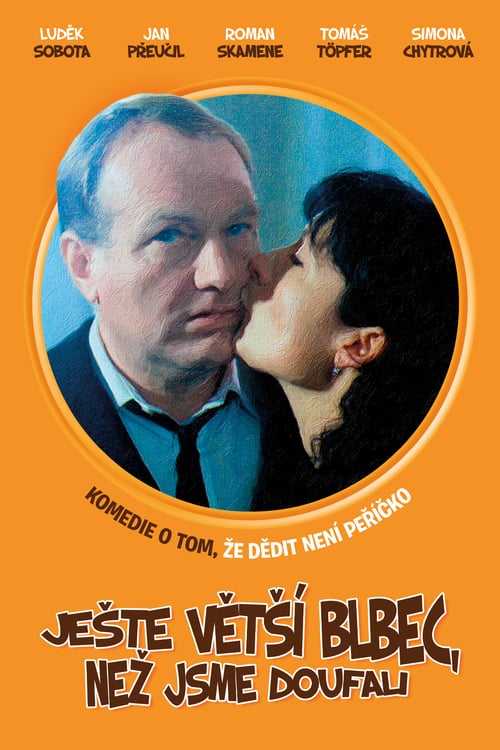 LUDĚK JAN ROMAN TOMÁŠ SIMONA
SOBOTA PŘEUČIL SKAMENE TÖPFER CHYTROVÁ
KOMEDIE O TOM, ŽE DĚDIT NENÍ PEŘÍČKO
JEŠTE VĚTŠÍ BLBEC,
NEŽ JSME DOUFALI